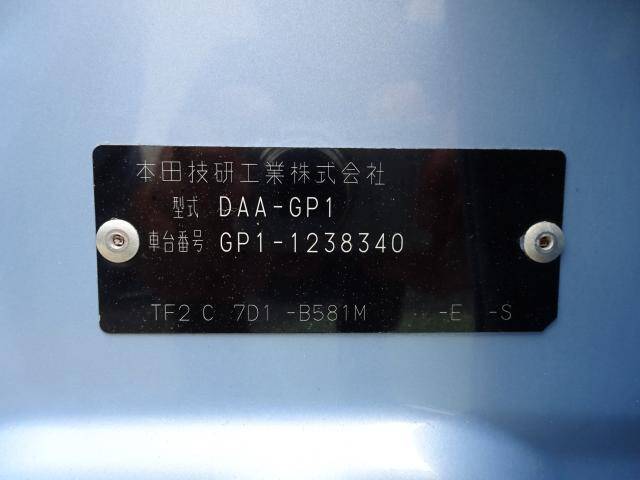 本田技研工業株式会社
型式 DAA-GP1
車台番号 GP1-1238340
TF2 C 7D1 -B581M -E -S